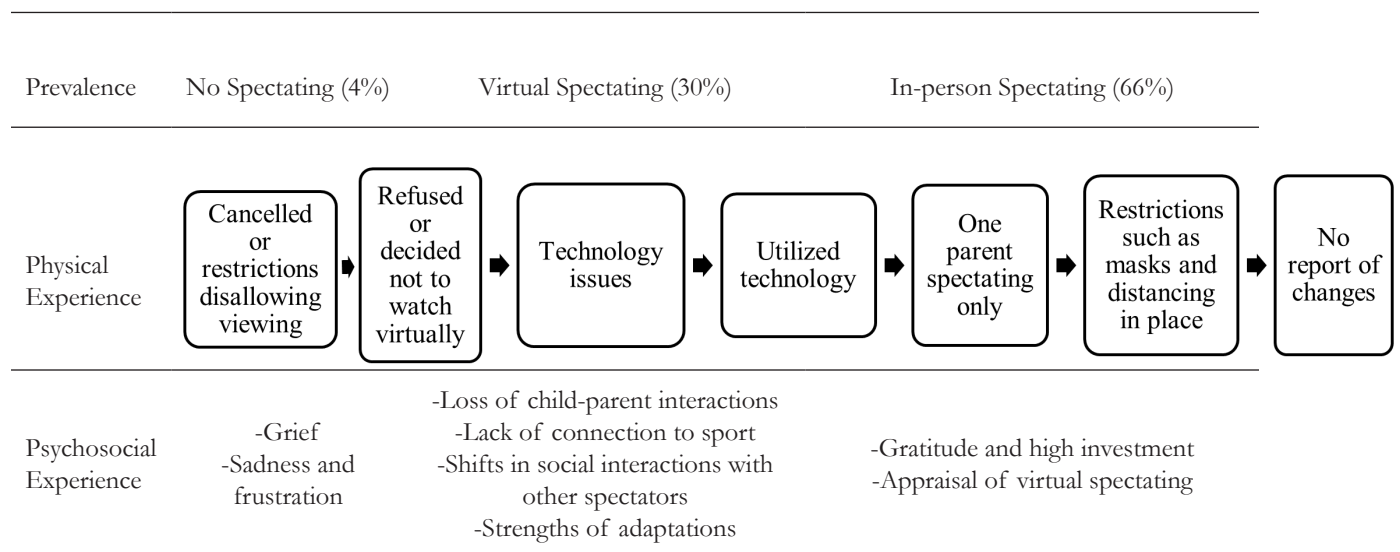 Prevalence
No Spectating (4%)
Virtual Spectating (30%)
In-person Spectating (66%)
Physical
Experience
Cancelled
or
restrictions
disallowing
viewing
Refused
or
decided
not to
watch
virtually
Technology
issues
Utilized
technology
One
parent
spectating
only
Restrictions
such as
masks and
distancing
in place
No
report of
changes
Psychosocial
Experience
-Grief
-Sadness and
frustration
-Loss of child-parent interactions
-Lack of connection to sport
-Shifts in social interactions with
other spectators
-Strengths of adaptations
-Gratitude and high investment
-Appraisal of virtual spectating